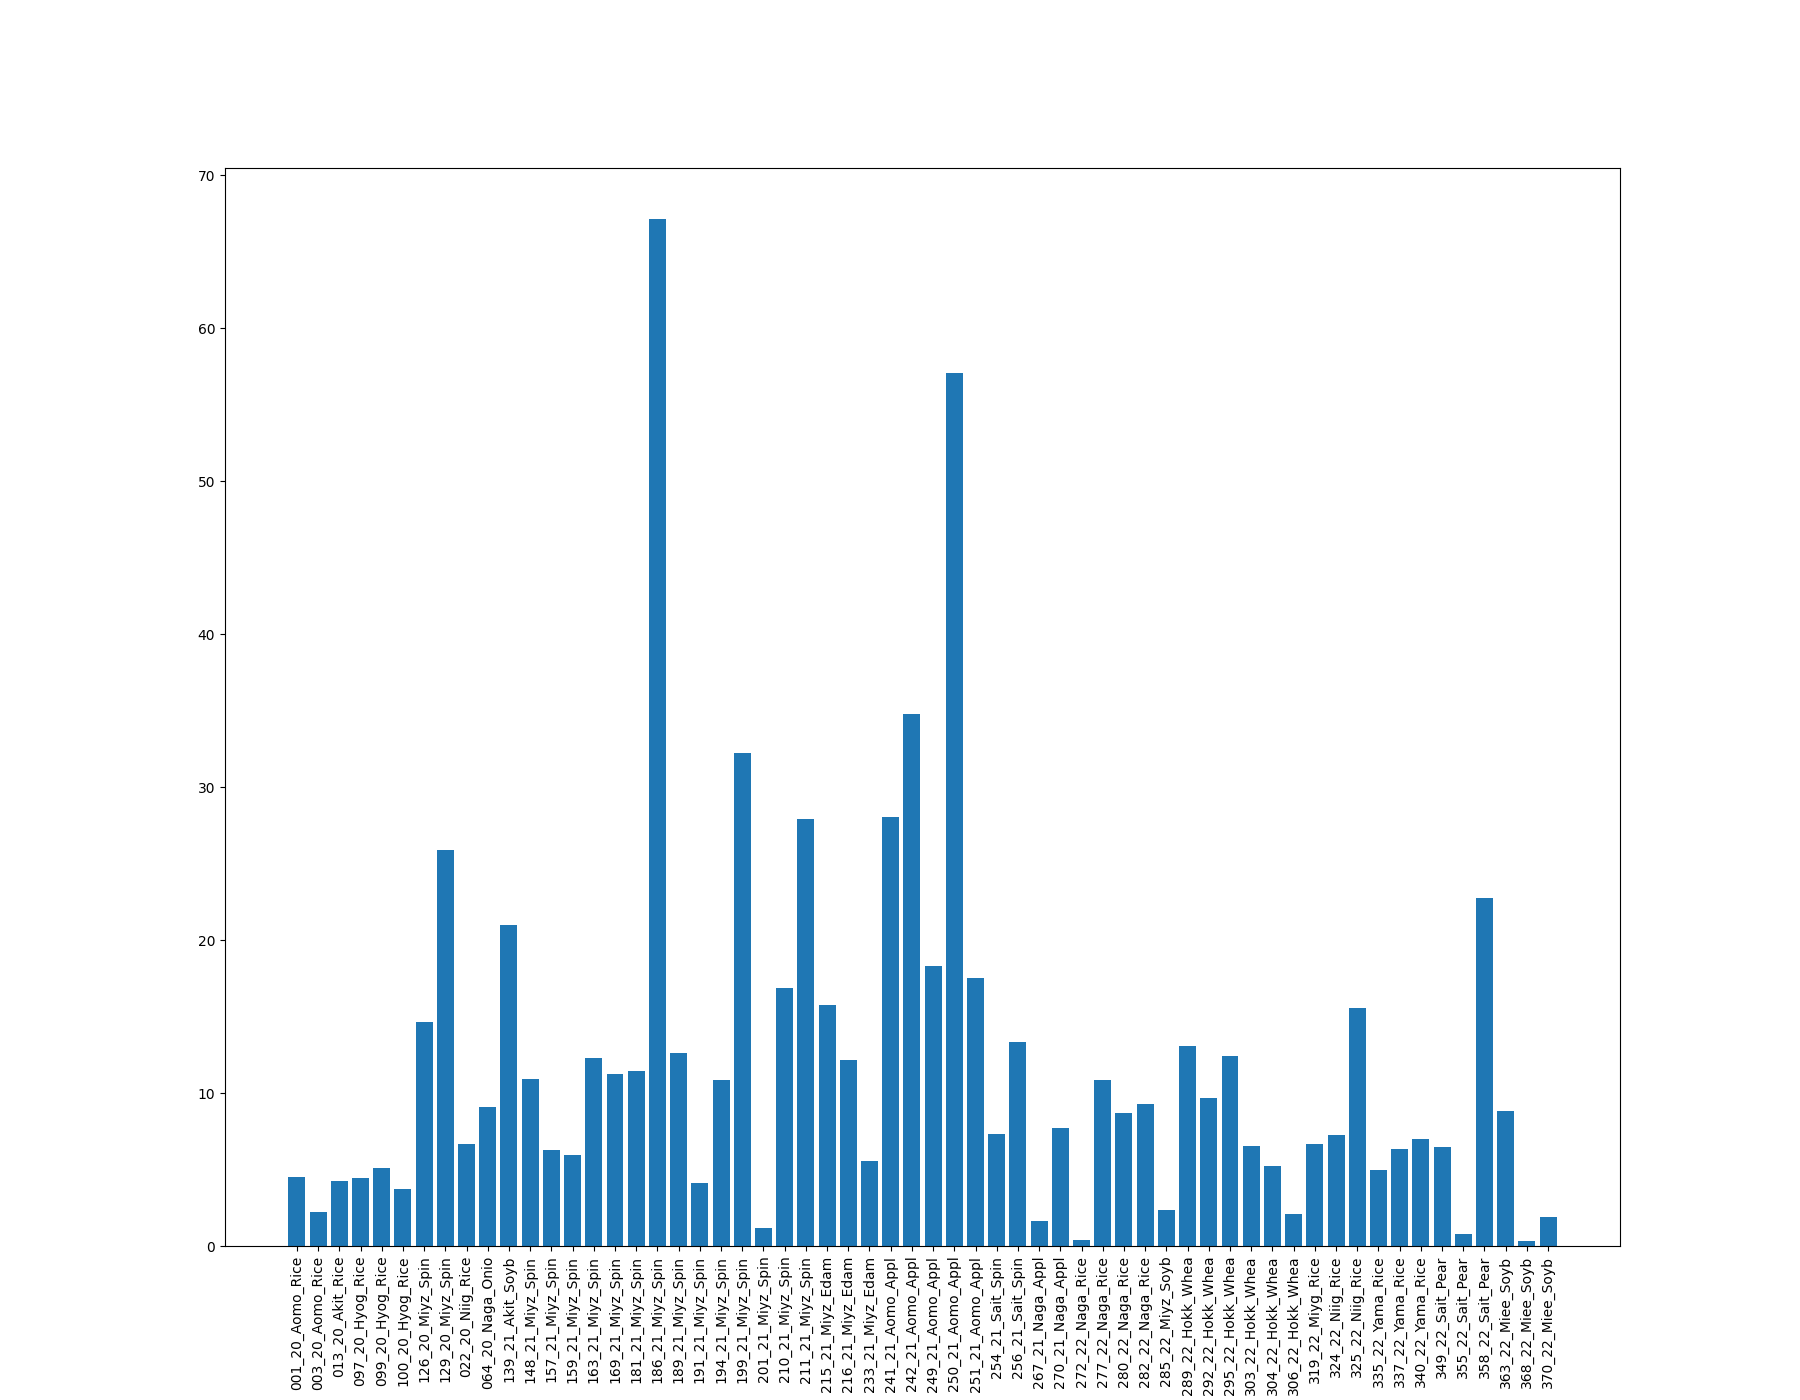 70
60
50
40
30
20
10
0
001_20_Aomo_Rice
003_20_Aomo_Rice
013_20_Akit_Rice
097_20_Hyog_Rice
099_20_Hyog_Rice
100_20_Hyog_Rice
126_20_Miyz_Spin
129_20_Miyz_Spin
022_20_Niig_Rice
064_20_Naga_Onio
139_21_Akit_Soyb
148_21_Miyz_Spin
157_21_Miyz_Spin
159_21_Miyz_Spin
163_21_Miyz_Spin
169_21_Miyz_Spin
181_21_Miyz_Spin
186_21_Miyz_Spin
189_21_Miyz_Spin
191_21_Miyz_Spin
194_21_Miyz_Spin
199_21_Miyz_Spin
201_21_Miyz_Spin
210_21_Miyz_Spin
211_21_Miyz_Spin
215_21_Miyz_Edam
216_21_Miyz_Edam
233_21_Miyz_Edam
241_21_Aomo_Appl
242_21_Aomo_Appl
249_21_Aomo_Appl
250_21_Aomo_Appl
251_21_Aomo_Appl
254_21_Sait_Spin
256_21_Sait_Spin
267_21_Naga_Appl
270_21_Naga_Appl
272_22_Naga_Rice
277_22_Naga_Rice
280_22_Naga_Rice
282_22_Naga_Rice
285_22_Miyz_Soyb
289_22_Hokk_Whea
292_22_Hokk_Whea
295_22_Hokk_Whea
303_22_Hokk_Whea
304_22_Hokk_Whea
306_22_Hokk_Whea
319_22_Miyg_Rice
324_22_Niig_Rice
325_22_Niig_Rice
335_22_Yama_Rice
337_22_Yama_Rice
340_22_Yama_Rice
349_22_Sait_Pear
355_22_Sait_Pear
358_22_Sait_Pear
363_22_Miee_Soyb
368_22_Miee_Soyb
370_22_Miee_Soyb